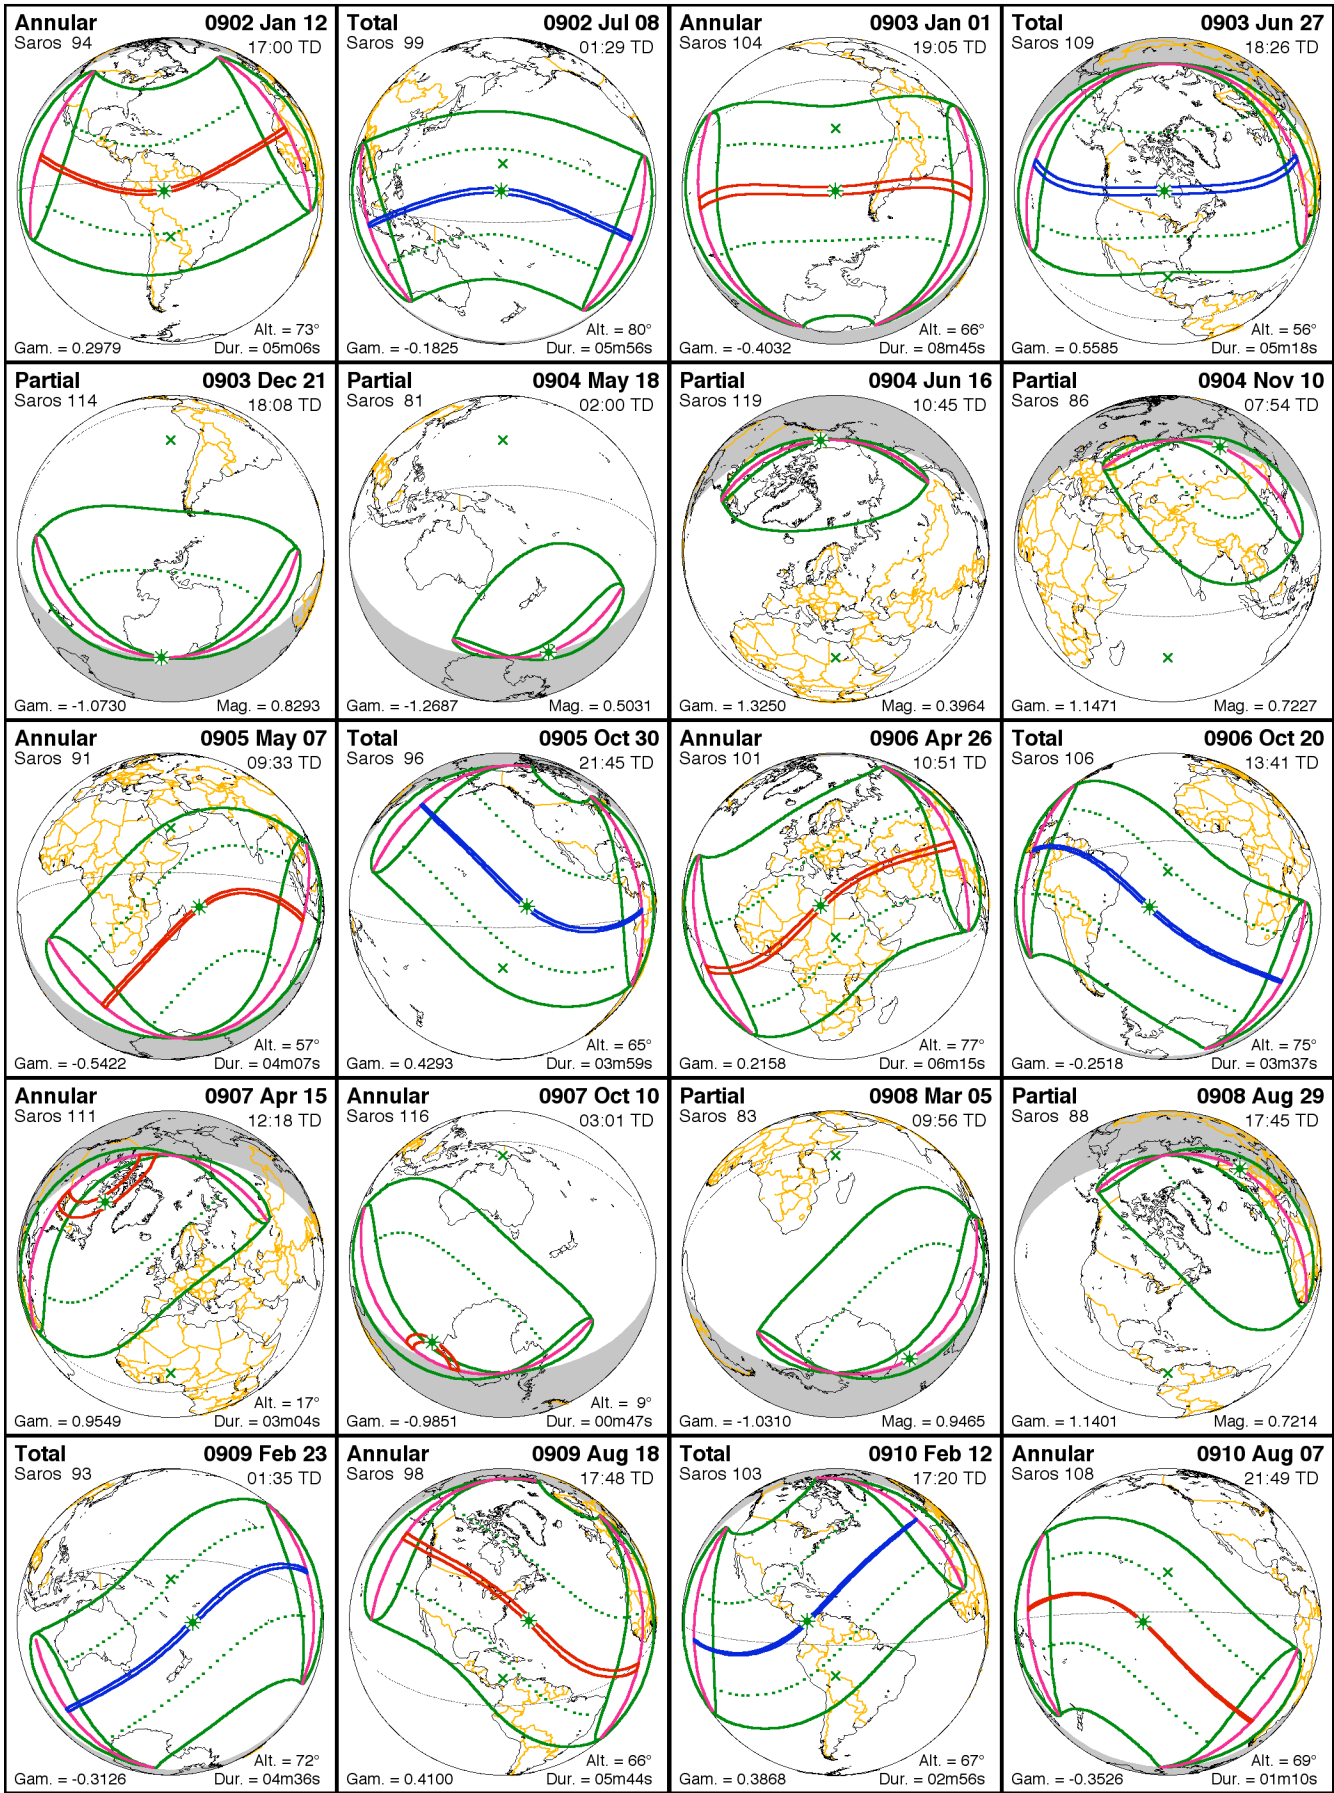 Annular 0902 Jan 12
Saros 94 17:00 TD
Alt. = 73°
Gam. = 0.2979 Dur. = 05m06s
Total 0902 Jul 08
Saros 99 01:29 TD
Alt. = 80°
Gam. = -0.1825 Dur. = 05m56s
Annular 0903 Jan 01
Saros 104 19:05 TD
Alt. = 66°
Gam. = -0.4032 Dur. = 08m45s
Total 0903 Jun 27
Saros 109 18:26 TD
Alt. = 56°
Gam. = 0.5585 Dur. = 05m18s
Partial 0903 Dec 21
Saros 114 18:08 TD
Gam. = -1.0730 Mag. = 0.8293
Partial 0904 May 18
Saros 81 02:00 TD
Gam. = -1.2687 Mag. = 0.5031
Partial 0904 Jun 16
Saros 119 10:45 TD
Gam. = 1.3250 Mag. = 0.3964
Partial 0904 Nov 10
Saros 86 07:54 TD
Gam. = 1.1471 Mag. = 0.7227
Annular 0905 May 07
Saros 91 09:33 TD
Alt. = 57°
Gam. = -0.5422 Dur. = 04m07s
Total 0905 Oct 30
Saros 96 21:45 TD
Alt. = 65°
Gam. = 0.4293 Dur. = 03m59s
Annular 0906 Apr 26
Saros 101 10:51 TD
Alt. = 77°
Gam. = 0.2158 Dur. = 06m15s
Total 0906 Oct 20
Saros 106 13:41 TD
Alt. = 75°
Gam. = -0.2518 Dur. = 03m37s
Annular 0907 Apr 15
Saros 111 12:18 TD
Alt. = 17°
Gam. = 0.9549 Dur. = 03m04s
Annular 0907 Oct 10
Saros 116 03:01 TD
Alt. = 9°
Gam. = -0.9851 Dur. = 00m47s
Partial 0908 Mar 05
Saros 83 09:56 TD
Gam. = -1.0310 Mag. = 0.9465
Partial 0908 Aug 29
Saros 88 17:45 TD
Gam. = 1.1401 Mag. = 0.7214
Total 0909 Feb 23
Saros 93 01:35 TD
Alt. = 72°
Gam. = -0.3126 Dur. = 04m36s
Annular 0909 Aug 18
Saros 98 17:48 TD
Alt. = 66°
Gam. = 0.4100 Dur. = 05m44s
Total 0910 Feb 12
Saros 103 17:20 TD
Alt. = 67°
Gam. = 0.3868 Dur. = 02m56s
Annular 0910 Aug 07
Saros 108 21:49 TD
Alt. = 69°
Gam. = -0.3526 Dur. = 01m10s